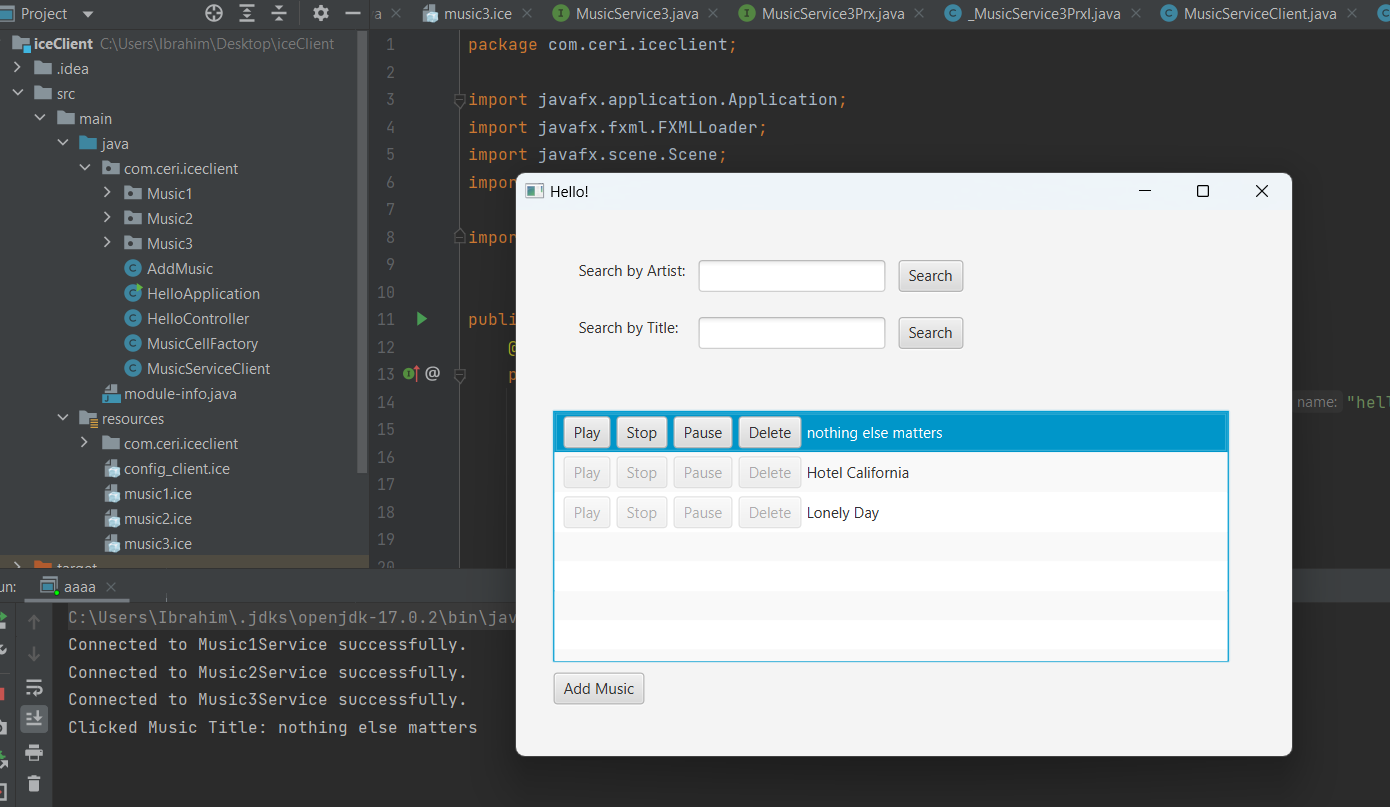 Project
iceClient C:\Users\Ibrahim\Desktop\iceClient
.idea
src
main
java
com.ceri.iceclient
Music1
Music2
Music3
AddMusic
HelloApplication
HelloController
MusicCellFactory
MusicServiceClient
module-info.java
resources
com.ceri.iceclient
config_client.ice
music1.ice
music2.ice
music3.ice
target
a
music3.ice
MusicService3.java
MusicService3Prx.java
_MusicService3PrxI.java
MusicServiceClient.java
1 package com.ceri.iceclient;
2
3 import javafx.application.Application;
4 import javafx.fxml.FXMLLoader;
5 import javafx.scene.Scene;
6 impor
7
8 impor
9
10
11 publi
12 @
13 @ p
14 name: "hell
15
16
17
18
19
20
Hello!
Search by Artist: Search
Search by Title: Search
Play Stop Pause Delete nothing else matters
Play Stop Pause Delete Hotel California
Play Stop Pause Delete Lonely Day
Add Music
un: aaaa
C:\Users\Ibrahim\.jdks\openjdk-17.0.2\bin\jav
Connected to Music1Service successfully.
Connected to Music2Service successfully.
Connected to Music3Service successfully.
Clicked Music Title: nothing else matters